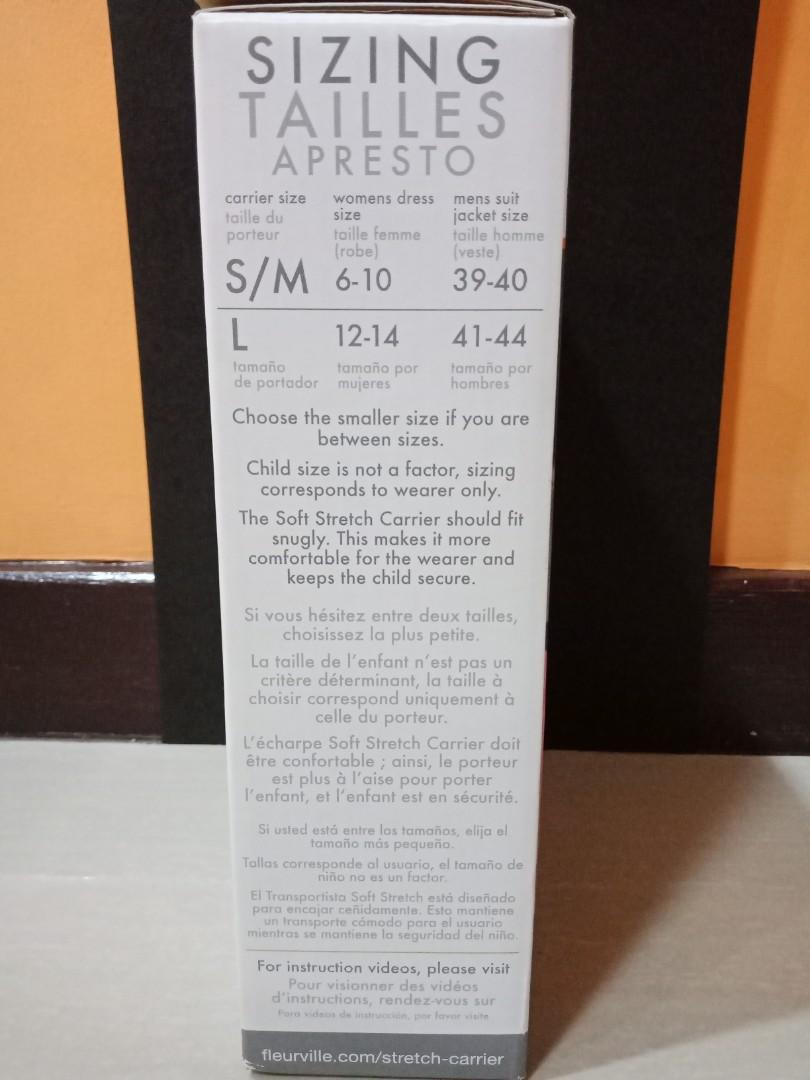 SIZING
TAILLES
APRESTO
carrier size womens dress size mens suit jacket size
taille du porteur taille femme (robe) taille homme (veste)
S/M 6-10 39-40
L 12-14 41-44
tamaño de portador tamaño por mujeres tamaño por hombres
Choose the smaller size if you are
between sizes.
Child size is not a factor, sizing
corresponds to wearer only.
The Soft Stretch Carrier should fit
snugly. This makes it more
comfortable for the wearer and
keeps the child secure.
Si vous hésitez entre deux tailles,
choisissez la plus petite.
La taille de l'enfant n'est pas un
critère déterminant, la taille à
choisir correspond uniquement à
celle du porteur.
L'écharpe Soft Stretch Carrier doit
être confortable ; ainsi, le porteur
est plus à l'aise pour porter
l'enfant, et l'enfant est en sécurité.
Si usted está entre los tamaños, elija el
tamaño más pequeño.
Tallas corresponde al usuario, el tamaño de
niño no es un factor.
El Transportista Soft Stretch está diseñado
para encajar ceñidamente. Esto mantiene
un transporte cómodo para el usuario
mientras se mantiene la seguridad del niño.
For instruction videos, please visit
Pour visionner des vidéos
d'instructions, rendez-vous sur
Para videos de instrucción, por favor visite
fleurville.com/stretch-carrier